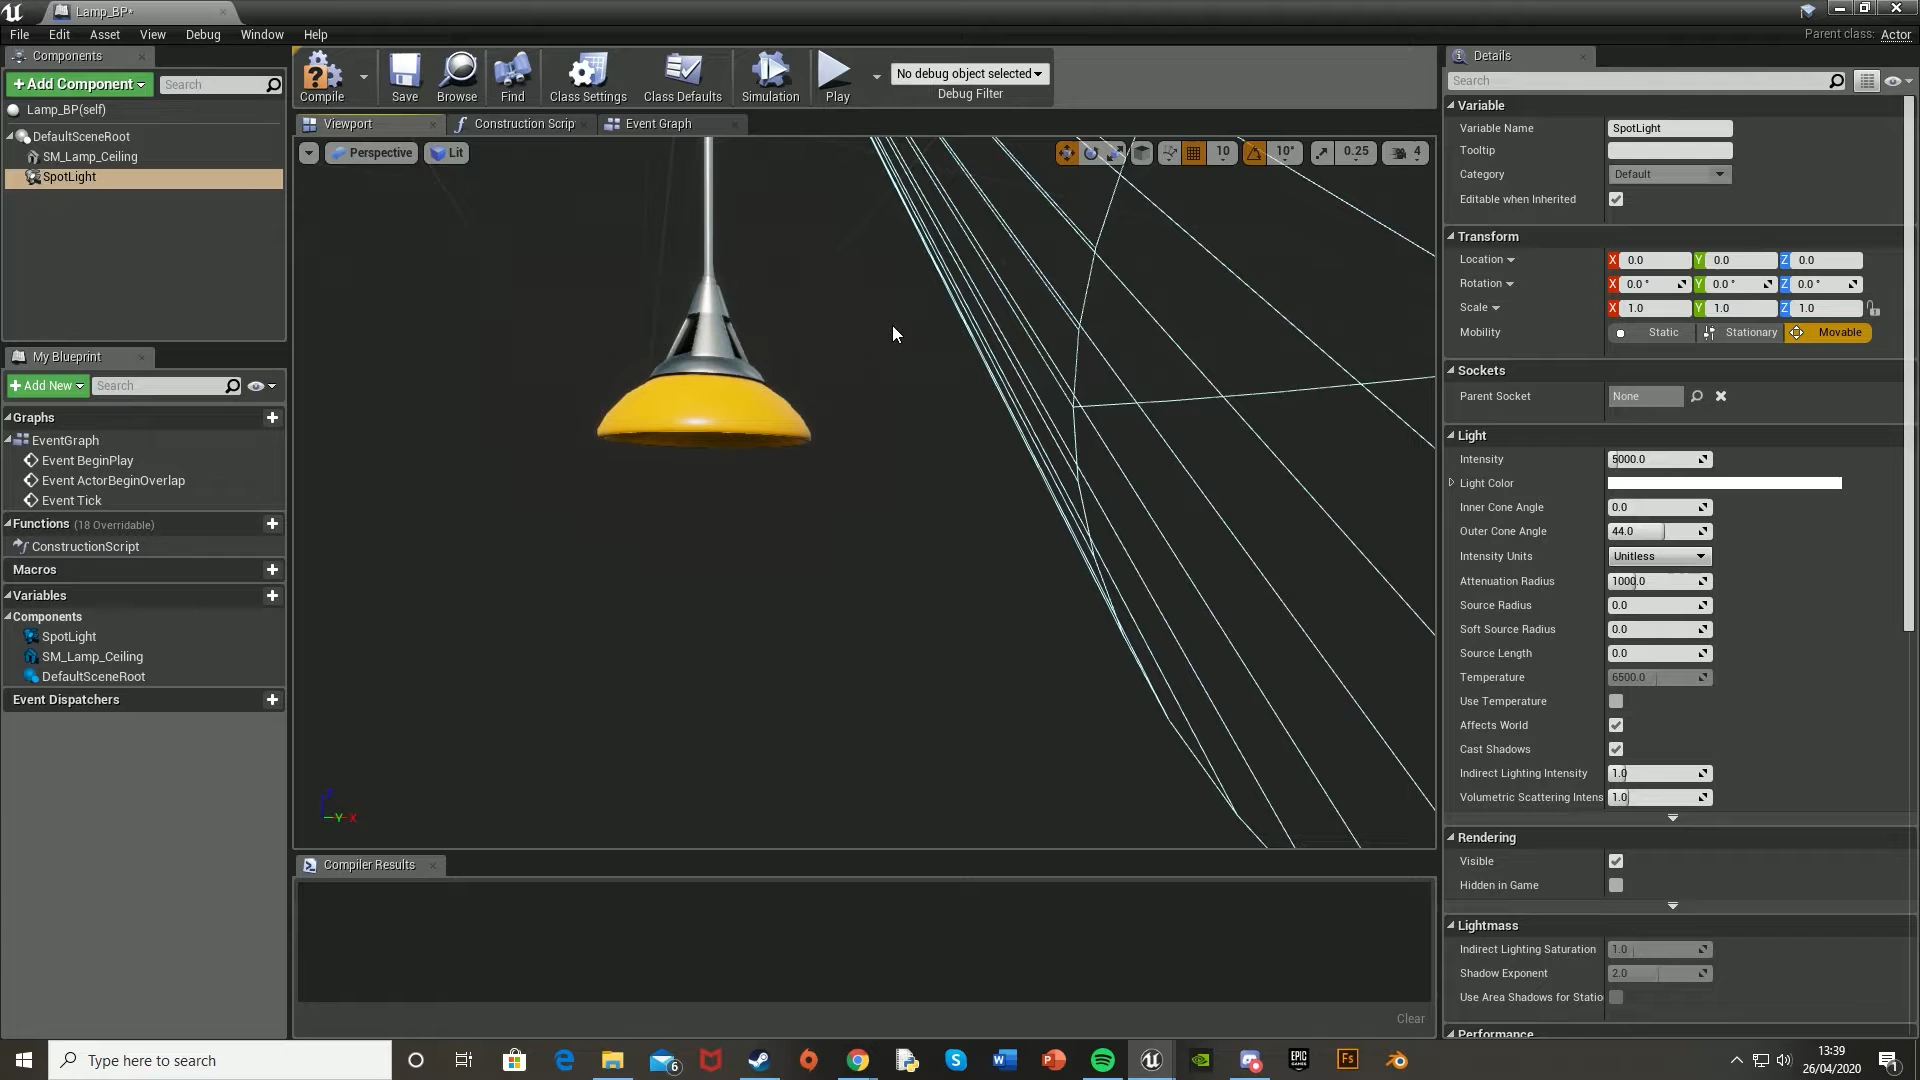 Lamp_BP*
File Edit Asset View Debug Window Help
Parent class: Actor
Components
+Add Component
Search
Lamp_BP(self)
DefaultSceneRoot
SM_Lamp_Ceiling
SpotLight
My Blueprint
+Add New
Search
Graphs
EventGraph
Event BeginPlay
Event ActorBeginOverlap
Event Tick
Functions (18 Overridable)
ConstructionScript
Macros
Variables
Components
SpotLight
SM_Lamp_Ceiling
DefaultSceneRoot
Event Dispatchers
Compile Save Browse Find Class Settings Class Defaults Simulation Play
No debug object selected
Debug Filter
Viewport Construction Scrip Event Graph
Perspective Lit
10 10° 0.25 4
Z
Y X
Compiler Results
Clear
Details
Search
Variable
Variable Name SpotLight
Tooltip
Category Default
Editable when Inherited
Transform
Location X 0.0 Y 0.0 Z 0.0
Rotation X 0.0 ° Y 0.0 ° Z 0.0 °
Scale X 1.0 Y 1.0 Z 1.0
Mobility Static Stationary Movable
Sockets
Parent Socket None
Light
Intensity 5000.0
Light Color
Inner Cone Angle 0.0
Outer Cone Angle 44.0
Intensity Units Unitless
Attenuation Radius 1000.0
Source Radius 0.0
Soft Source Radius 0.0
Source Length 0.0
Temperature 6500.0
Use Temperature
Affects World
Cast Shadows
Indirect Lighting Intensity 1.0
Volumetric Scattering Intens 1.0
Rendering
Visible
Hidden in Game
Lightmass
Indirect Lighting Saturation 1.0
Shadow Exponent 2.0
Use Area Shadows for Statio
Performance
Type here to search
6
EPIC GAMES
Fs
13:39
26/04/2020
1